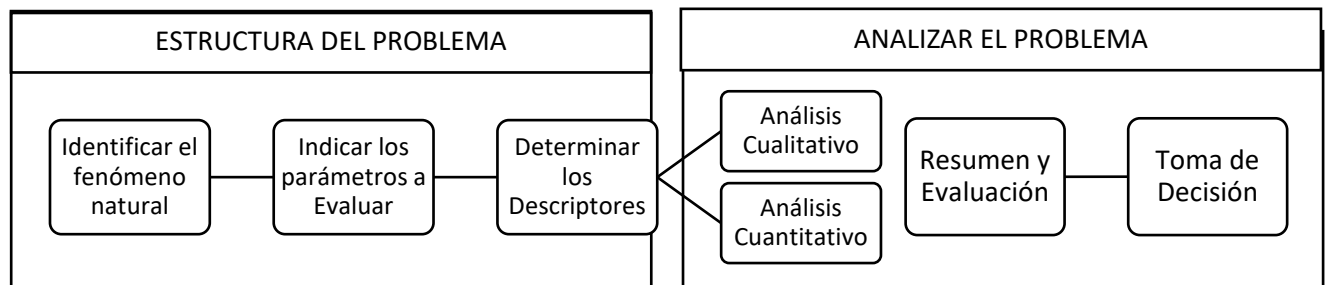 ESTRUCTURA DEL PROBLEMA
Identificar el
fenómeno
natural
Indicar los
parámetros a
Evaluar
Determinar
los
Descriptores
ANALIZAR EL PROBLEMA
Análisis
Cualitativo
Análisis
Cuantitativo
Resumen y
Evaluación
Toma de
Decisión